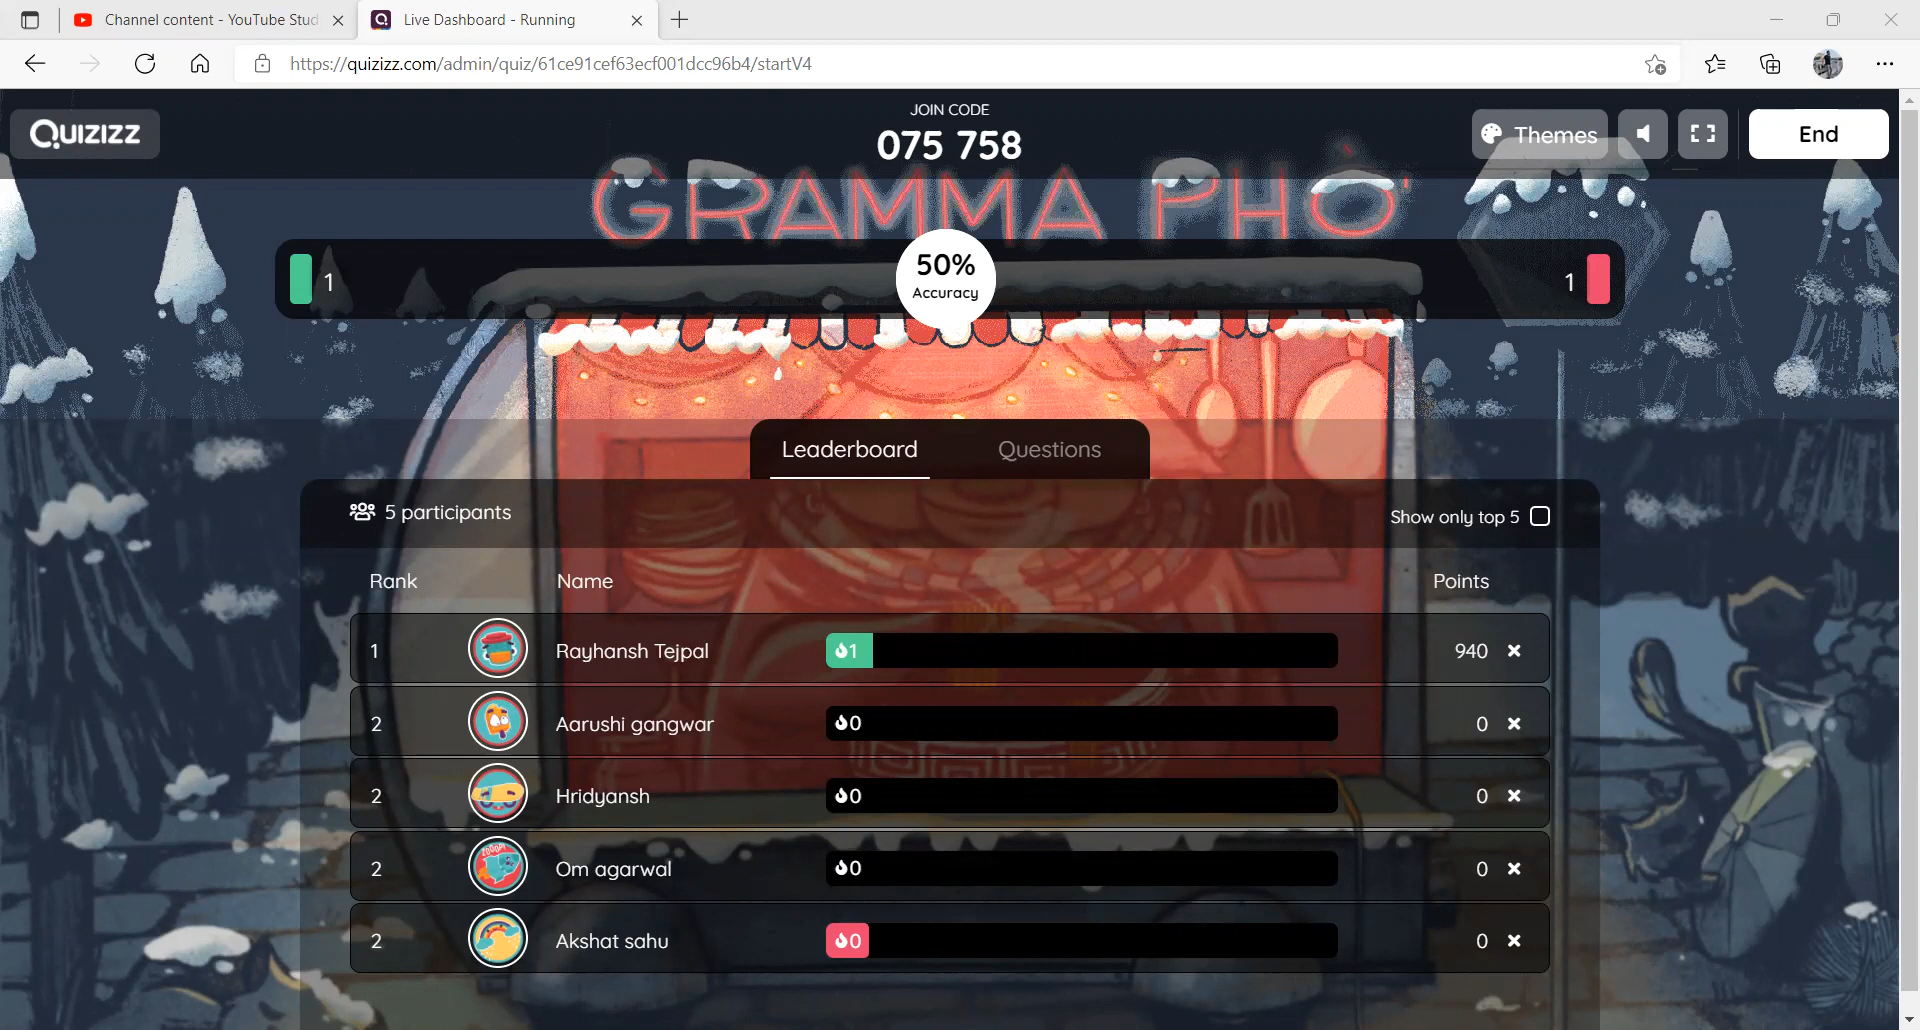 Channel content - YouTube Stud
Live Dashboard - Running
https://quizizz.com/admin/quiz/61ce91cef63ecf001dcc96b4/startV4
QUIZIZZ
JOIN CODE
075 758
Themes
End
GRAMMA PHỞ
1
50%
Accuracy
1
Leaderboard
Questions
5 participants
Show only top 5
Rank
Name
Points
1
Rayhansh Tejpal
1
940
2
Aarushi gangwar
0
0
2
Hridyansh
0
0
2
ZOOOP!
Om agarwal
0
0
2
Akshat sahu
0
0